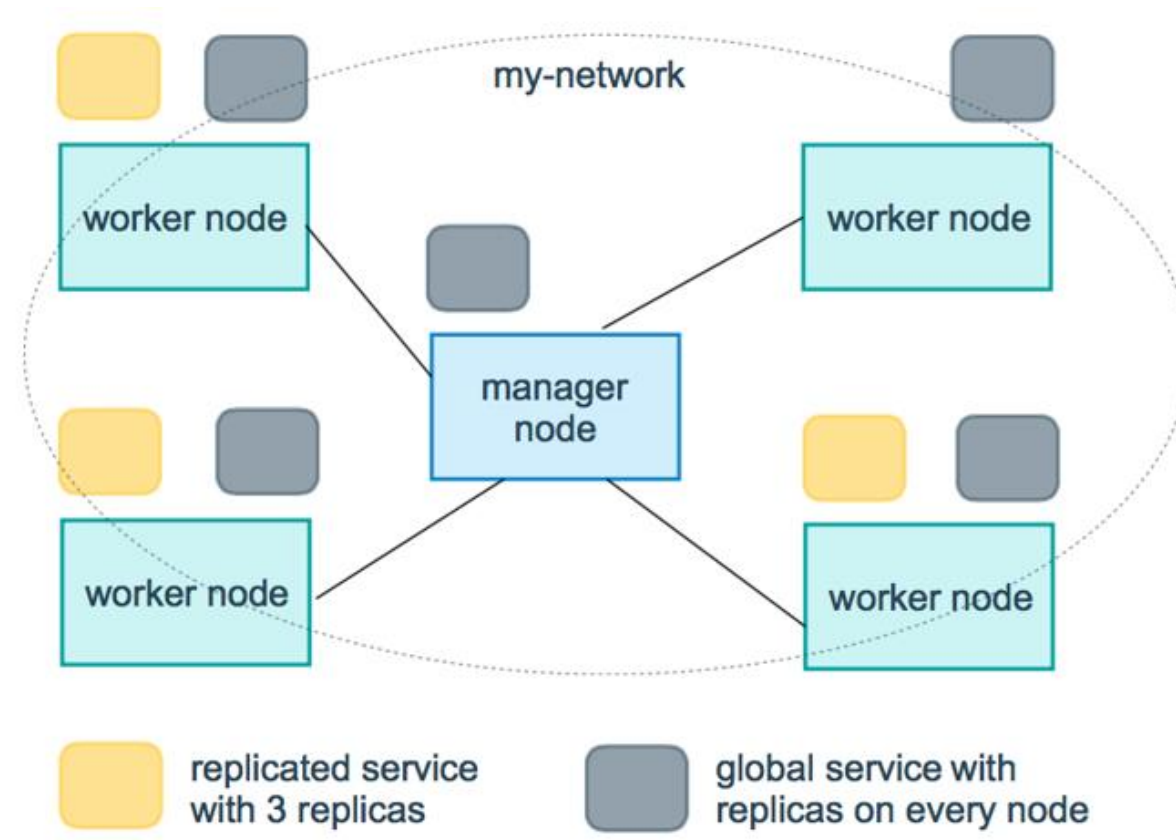 my-network
worker node
worker node
manager
node
worker node
worker node
replicated service
with 3 replicas
global service with
replicas on every node